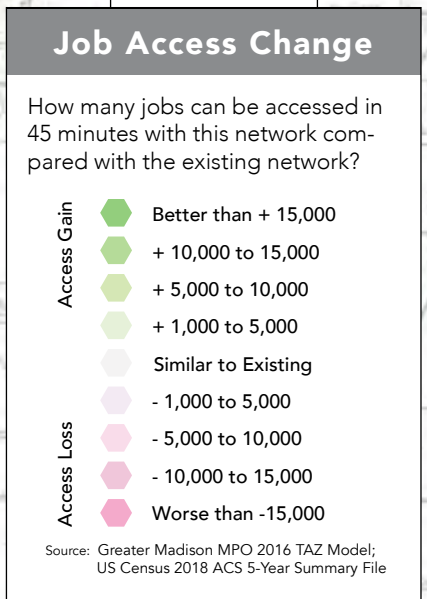 Job Access Change
How many jobs can be accessed in
45 minutes with this network com-
pared with the existing network?
Access Gain
Better than + 15,000
+ 10,000 to 15,000
+ 5,000 to 10,000
+ 1,000 to 5,000
Similar to Existing
- 1,000 to 5,000
Access Loss
- 5,000 to 10,000
- 10,000 to 15,000
Worse than -15,000
Source: Greater Madison MPO 2016 TAZ Model;
US Census 2018 ACS 5-Year Summary File